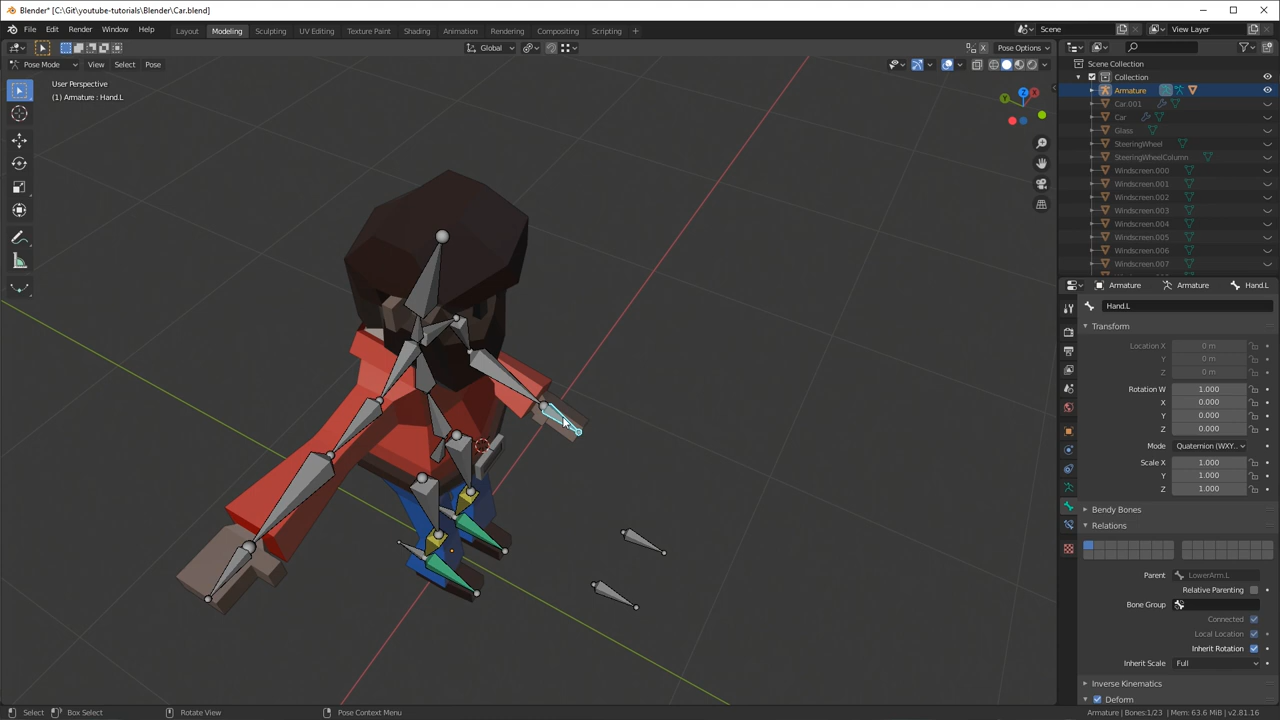 Blender* [C:\Git\youtube-tutorials\Blender\Car.blend]
File Edit Render Window Help Layout Modeling Sculpting UV Editing Texture Paint Shading Animation Rendering Compositing Scripting + Scene View Layer
Global Pose Options
Pose Mode View Select Pose
User Perspective
(1) Armature : Hand.L
Scene Collection
Collection
Armature
Car.001
Car
Glass
SteeringWheel
SteeringWheelColumn
Windscreen.000
Windscreen.001
Windscreen.002
Windscreen.003
Windscreen.004
Windscreen.005
Windscreen.006
Windscreen.007
Armature Armature Hand.L
Hand.L
Transform
Location X 0 m
Y 0 m
Z 0 m
Rotation W 1.000
X 0.000
Y 0.000
Z 0.000
Mode Quaternion (WXY..
Scale X 1.000
Y 1.000
Z 1.000
Bendy Bones
Relations
Parent LowerArm.L
Relative Parenting
Bone Group
Connected
Local Location
Inherit Rotation
Inherit Scale Full
Inverse Kinematics
Deform
Select Box Select Rotate View Pose Context Menu Armature | Bones:1/23 | Mem: 63.6 MiB | v2.81.16